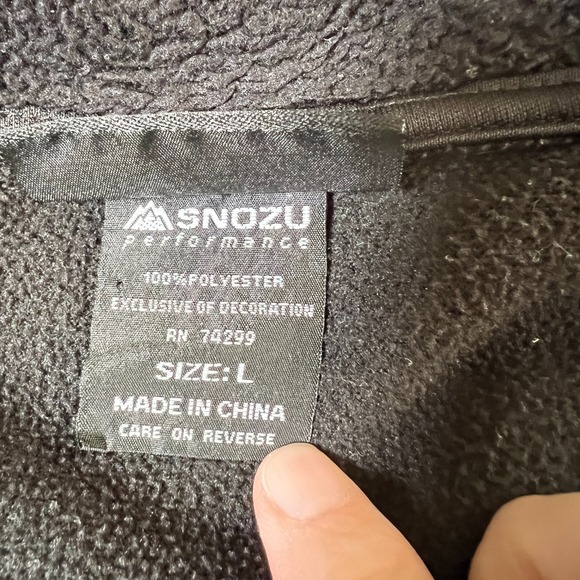 SNOZU
performance
100%POLYESTER
EXCLUSIVE OF DECORATION
RN 74299
SIZE: L
MADE IN CHINA
CARE ON REVERSE